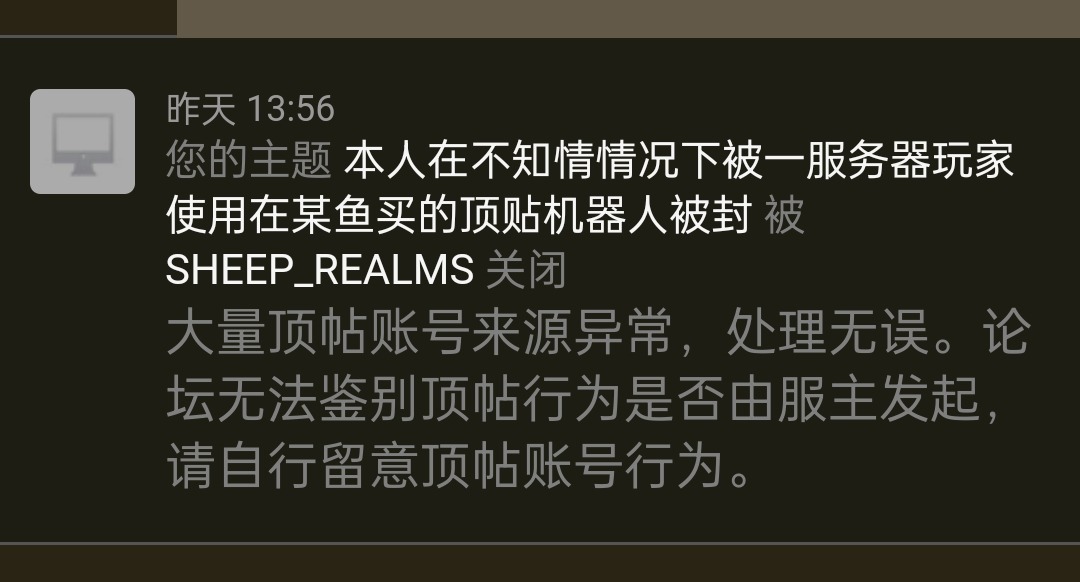 昨天 13:56
您的主题 本人在不知情情况下被一服务器玩家
使用在某鱼买的顶贴机器人被封 被
SHEEP_REALMS 关闭
大量顶帖账号来源异常，处理无误。论
坛无法鉴别顶帖行为是否由服主发起，
请自行留意顶帖账号行为。